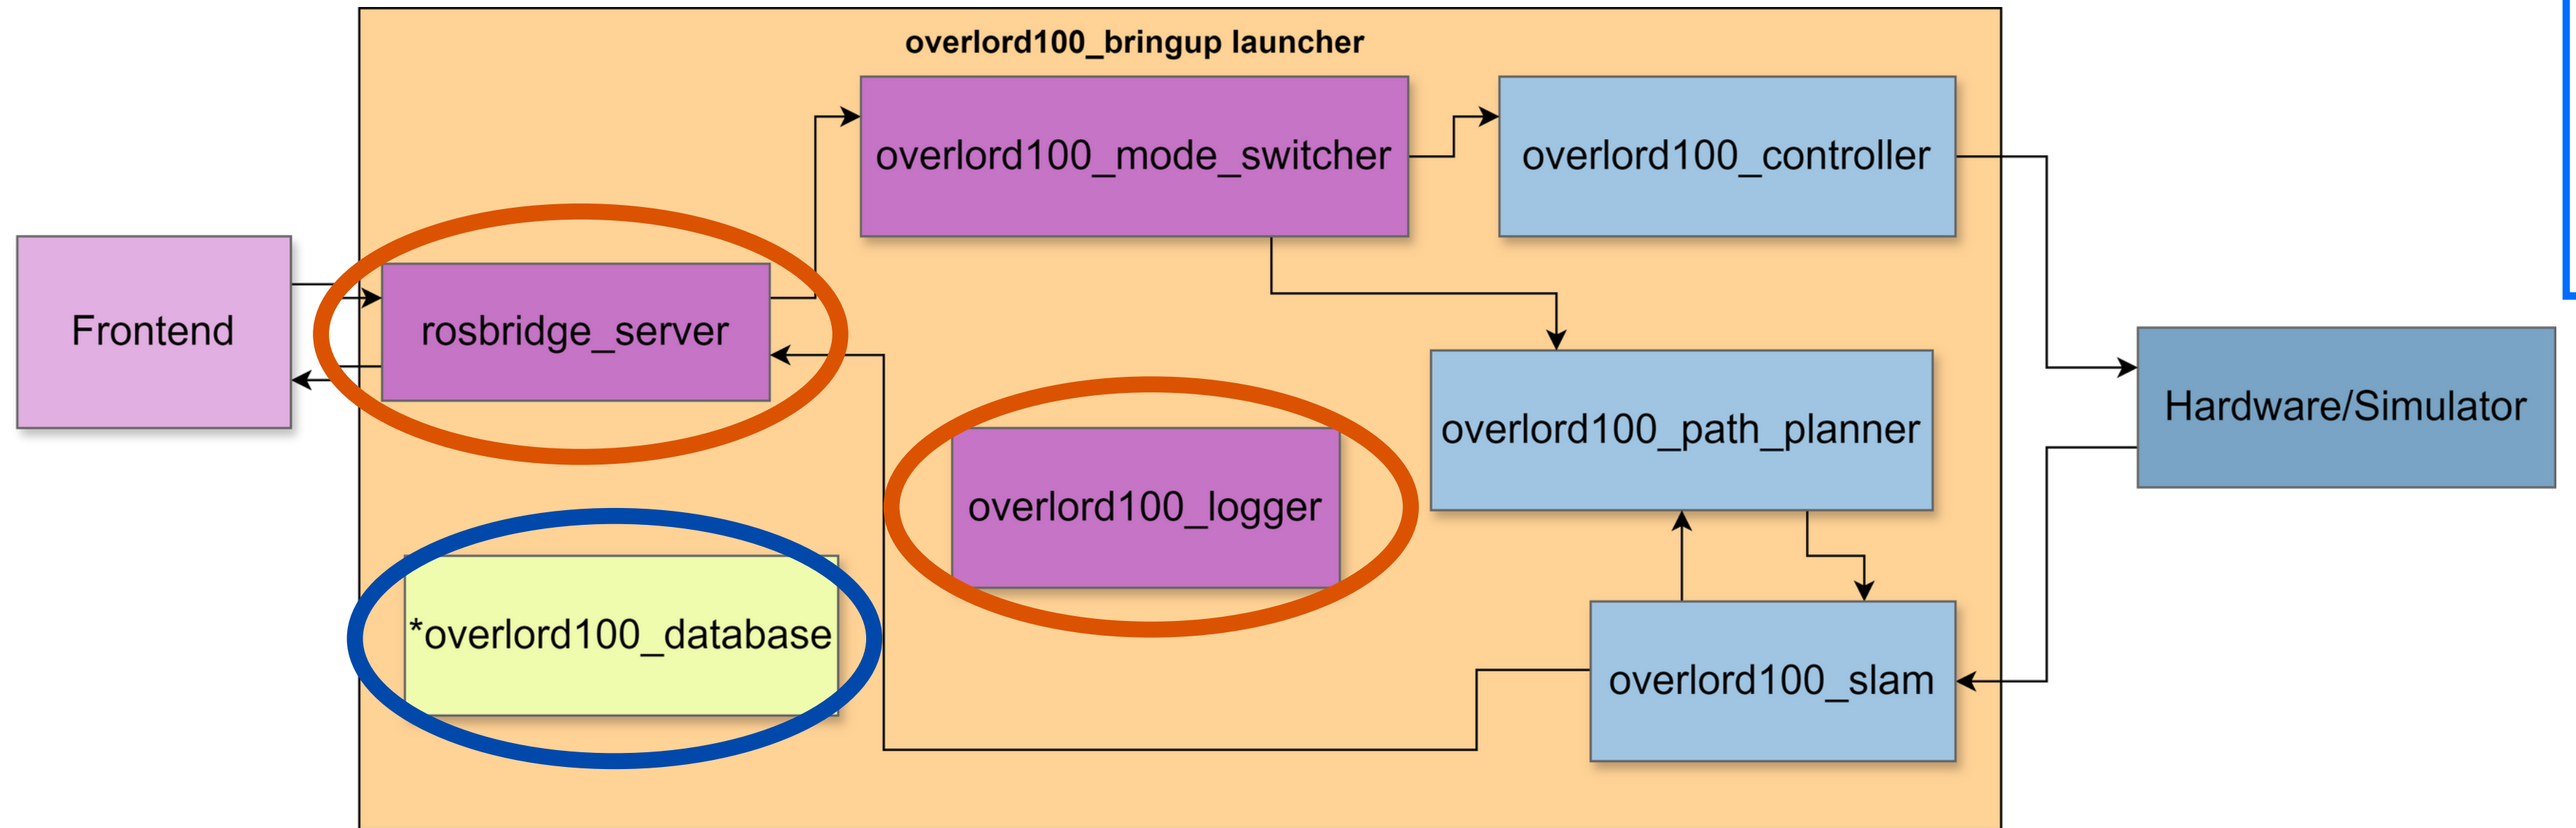 overlord100_bringup launcher
overlord100_mode_switcher
overlord100_controller
Frontend
rosbridge_server
Hardware/Simulator
overlord100_path_planner
overlord100_logger
*overlord100_database
overlord100_slam